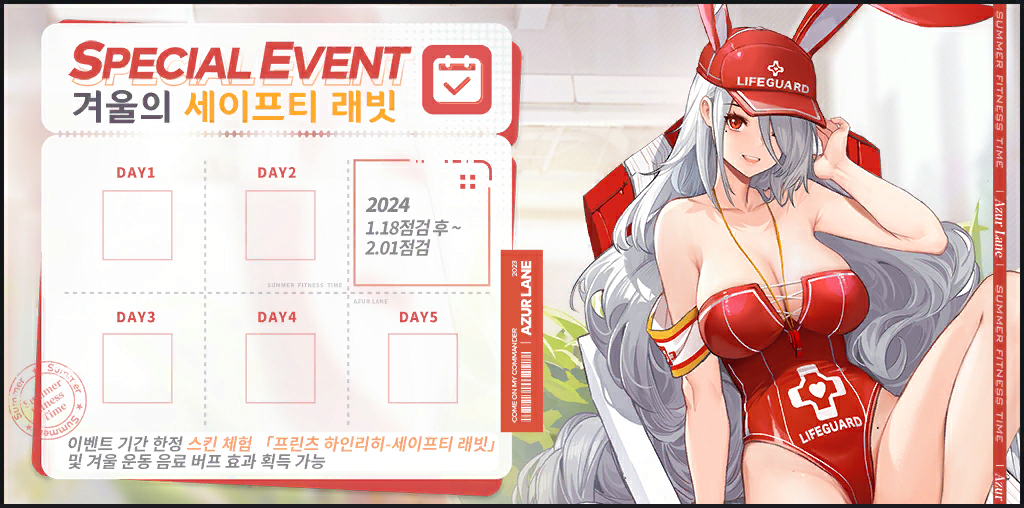 SPECIAL EVENT
겨울의 세이프티 래빗
DAY1
DAY2
2024
1.18점검 후 ~
2.01점검
SUMMER FITNESS TIME
AZUR LANE
DAY3
DAY4
DAY5
이벤트 기간 한정 스킨 체험 「프린츠 하인리히-세이프티 래빗」
및 겨울 운동 음료 버프 효과 획득 가능
Summer
Fitness
Time
COME ON MY COMMANDER | AZUR LANE 2023
LIFEGUARD
LIFEGUARD
SUMMER FITNESS TIME | Azur Lane | SUMMER FITNESS TIME | Azur